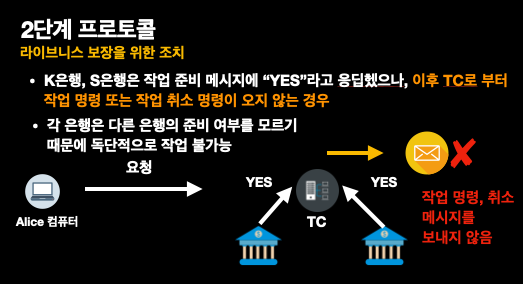 2단계 프로토콜
라이브니스 보장을 위한 조치
• K은행, S은행은 작업 준비 메시지에 “YES”라고 응답헸으나, 이후 TC로 부터
작업 명령 또는 작업 취소 명령이 오지 않는 경우
• 각 은행은 다른 은행의 준비 여부를 모르기
때문에 독단적으로 작업 불가능
요청
YES
YES
Alice 컴퓨터
TC
작업 명령, 취소
메시지를
보내지 않음